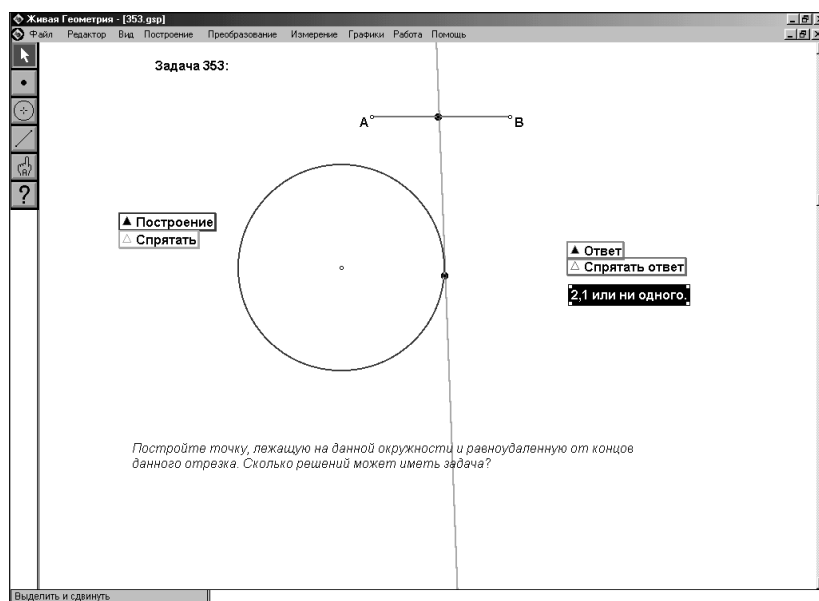 Живая Геометрия - [353.gsp]
Файл Редактор Вид Построение Преобразование Измерение Графики Работа Помощь
Задача 353:
A B
Построение
Спрятать
Ответ
Спрятать ответ
2,1 или ни одного.
Постройте точку, лежащую на данной окружности и равноудаленную от концов
данного отрезка. Сколько решений может иметь задача?
A
?
Выделить и сдвинуть